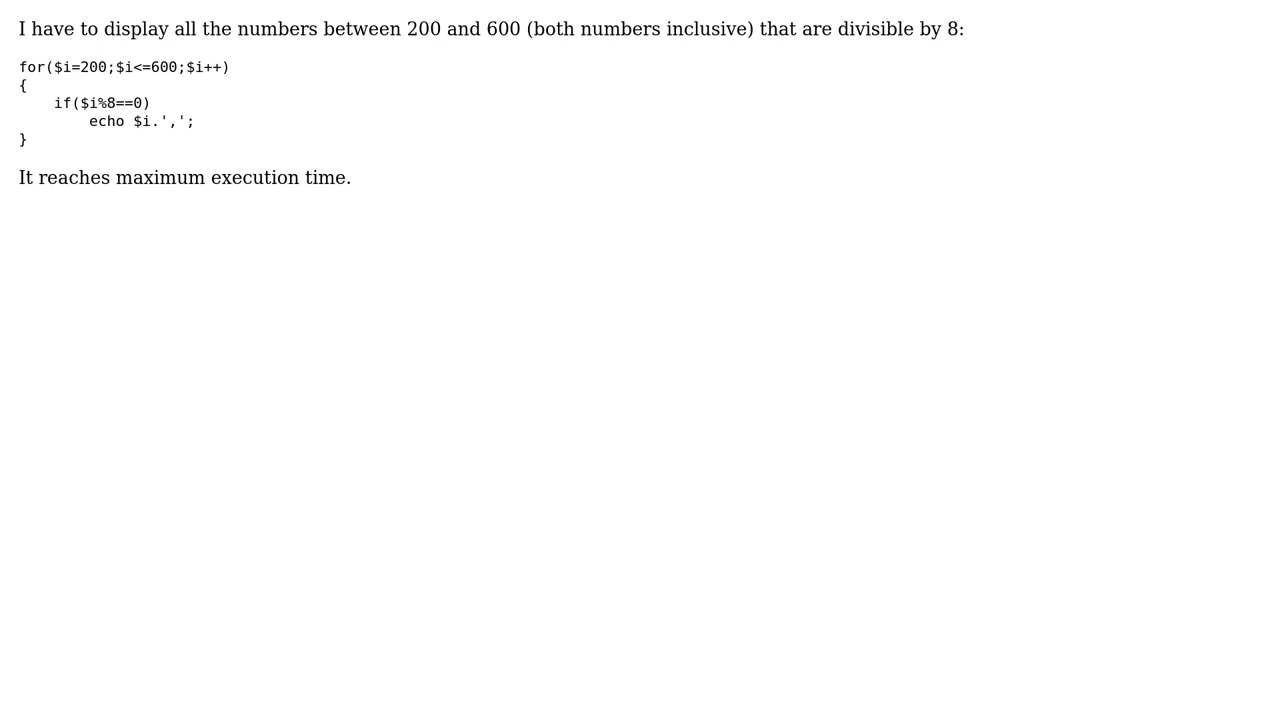 I have to display all the numbers between 200 and 600 (both numbers inclusive) that are divisible by 8:
for($i=200;$i<=600;$i++)
{
    if($i%8==0)
        echo $i.',';
}
It reaches maximum execution time.